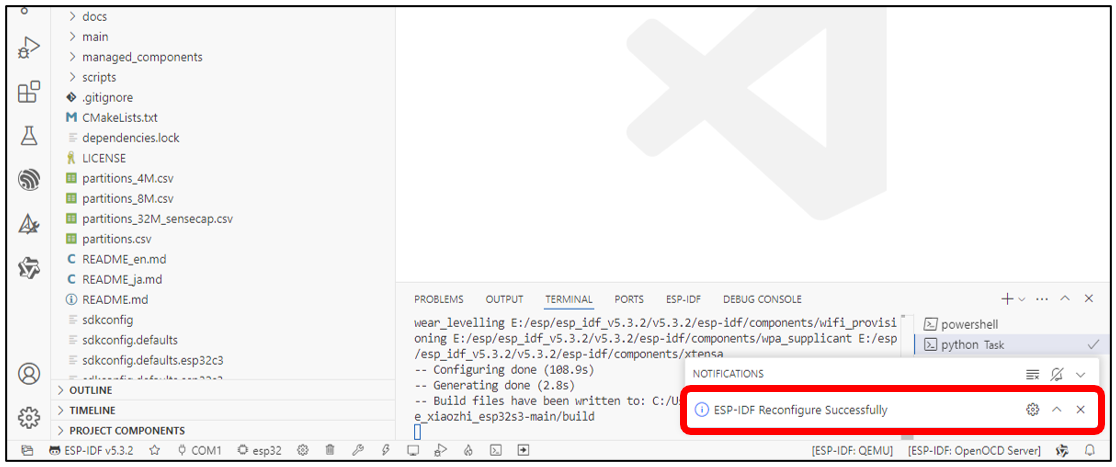 docs
main
managed_components
scripts
.gitignore
CMakeLists.txt
dependencies.lock
LICENSE
partitions_4M.csv
partitions_8M.csv
partitions_32M_sensecap.csv
partitions.csv
README_en.md
README_ja.md
README.md
sdkconfig
sdkconfig.defaults
sdkconfig.defaults.esp32c3
OUTLINE
TIMELINE
PROJECT COMPONENTS
PROBLEMS OUTPUT TERMINAL PORTS ESP-IDF DEBUG CONSOLE
wear_levelling E:/esp/esp_idf_v5.3.2/v5.3.2/esp-idf/components/wifi_provisi
oning E:/esp/esp_idf_v5.3.2/v5.3.2/esp-idf/components/wpa_supplicant E:/esp
/esp_idf_v5.3.2/v5.3.2/esp-idf/components/xtensa
-- Configuring done (108.9s)
-- Generating done (2.8s)
-- Build files have been written to: C:/U
e_xiaozhi_esp32s3-main/build
powershell
python Task
NOTIFICATIONS
ESP-IDF Reconfigure Successfully
ESP-IDF v5.3.2 COM1 esp32 [ESP-IDF: QEMU] [ESP-IDF: OpenOCD Server]